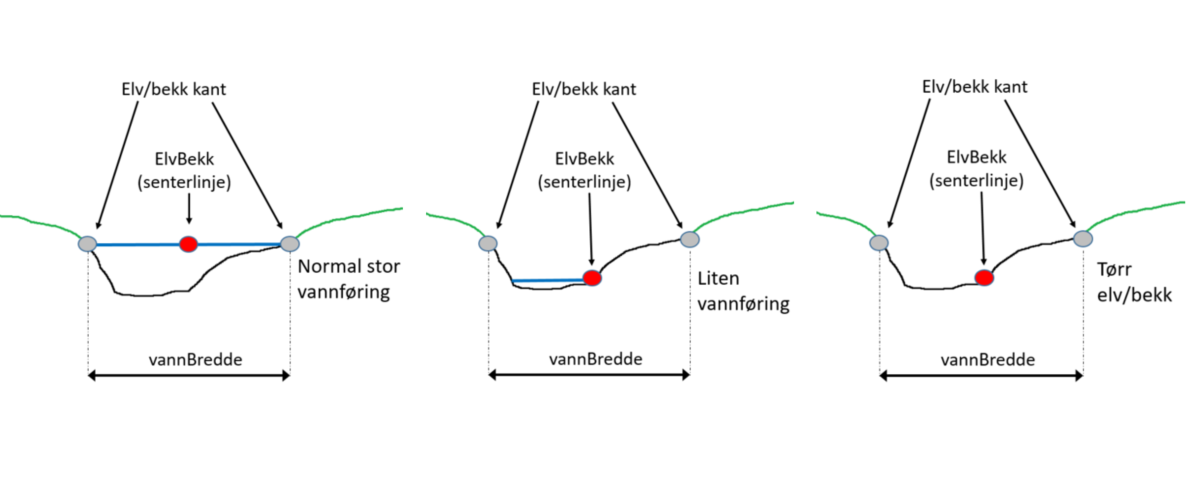 Elv/bekk kant
ElvBekk
(senterlinje)
Normal stor
vannføring
vannBredde
Elv/bekk kant
ElvBekk
(senterlinje)
Liten
vannføring
vannBredde
Elv/bekk kant
ElvBekk
(senterlinje)
Tørr
elv/bekk
vannBredde